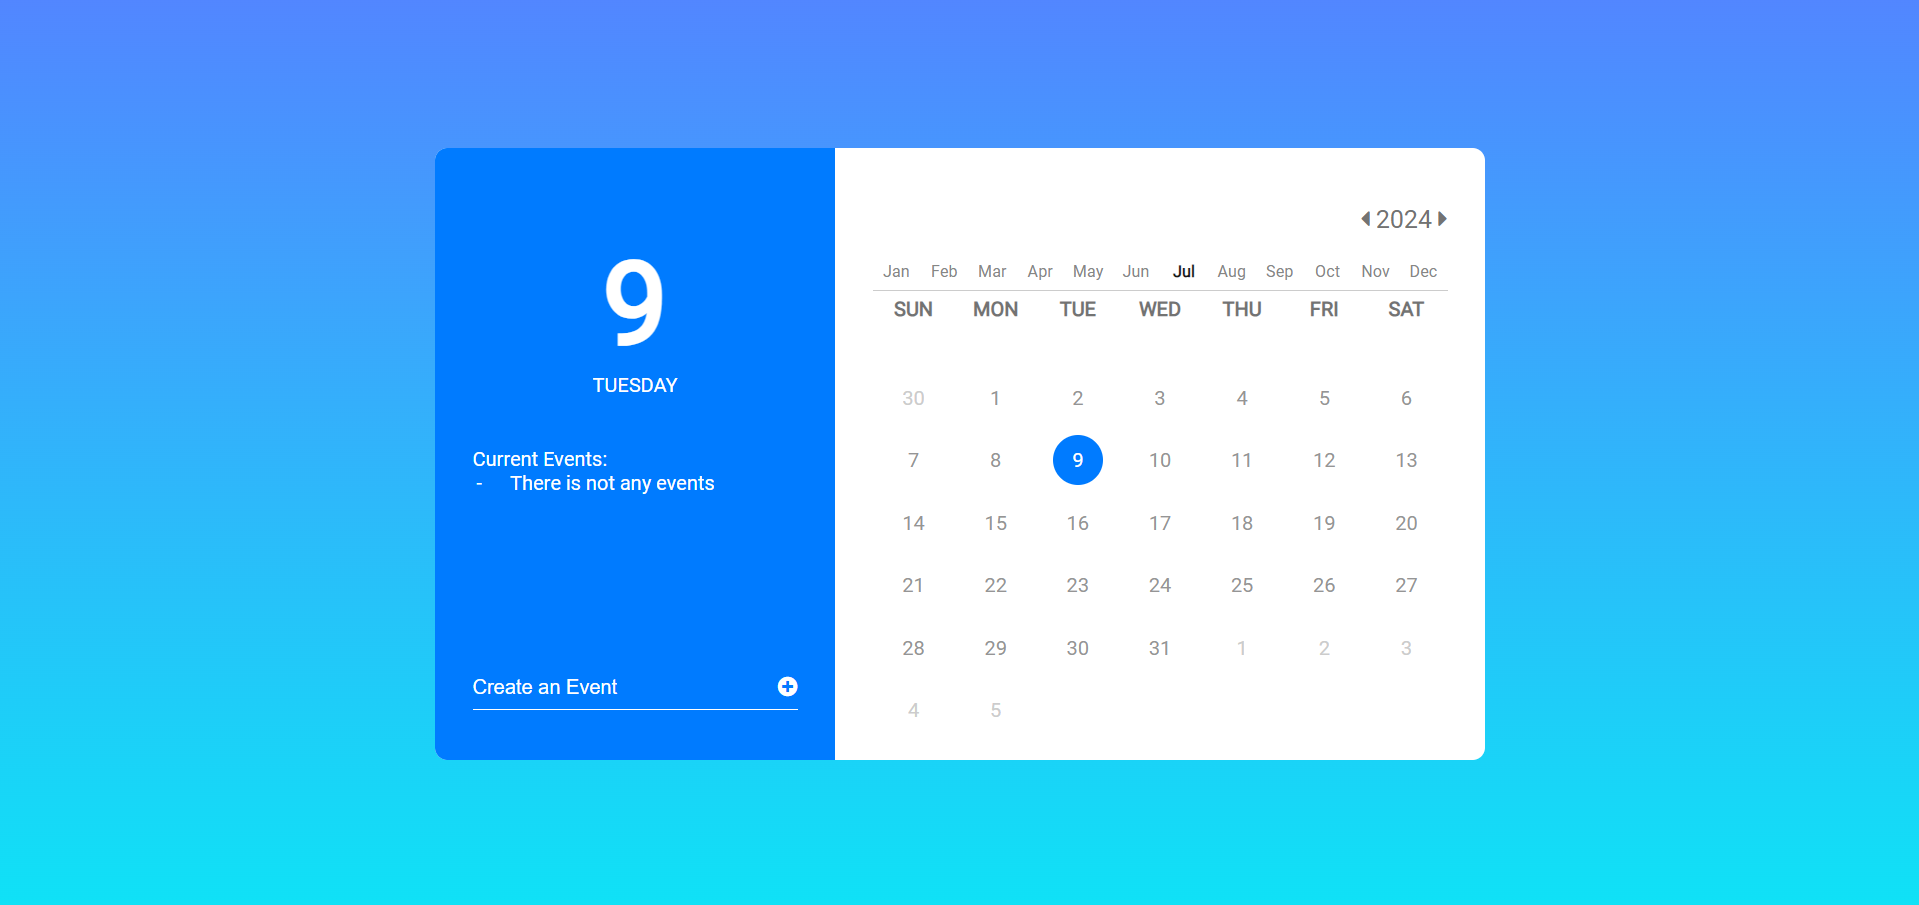 9
TUESDAY
Current Events:
- There is not any events
Create an Event
2024
Jan Feb Mar Apr May Jun Jul Aug Sep Oct Nov Dec
SUN MON TUE WED THU FRI SAT
30 1 2 3 4 5 6
7 8 9 10 11 12 13
14 15 16 17 18 19 20
21 22 23 24 25 26 27
28 29 30 31 1 2 3
4 5